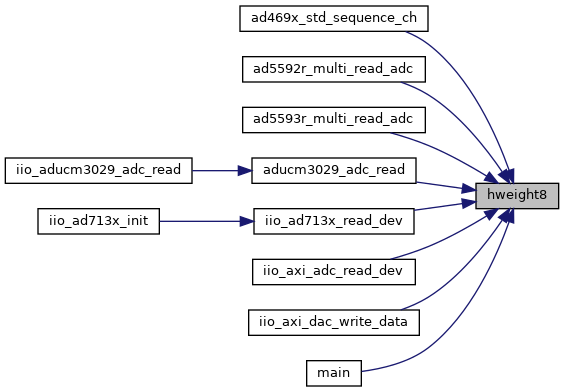 ad469x_std_sequence_ch
ad5592r_multi_read_adc
ad5593r_multi_read_adc
iio_aducm3029_adc_read
aducm3029_adc_read
hweight8
iio_ad713x_init
iio_ad713x_read_dev
iio_axi_adc_read_dev
iio_axi_dac_write_data
main